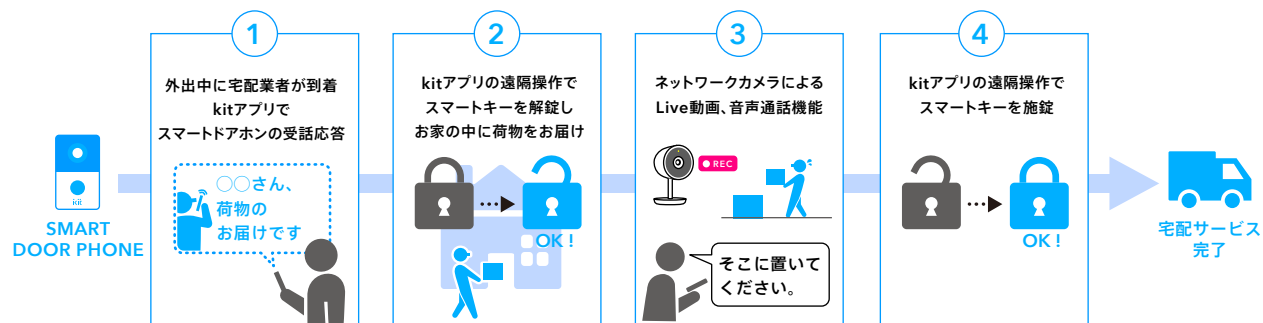 SMART
DOOR PHONE
kit
1
外出中に宅配業者が到着
kitアプリで
スマートドアホンの受話応答
○○さん、
荷物の
お届けです
2
kitアプリの遠隔操作で
スマートキーを解錠し
お家の中に荷物をお届け
OK!
3
ネットワークカメラによる
Live動画、音声通話機能
REC
そこに置いて
ください。
4
kitアプリの遠隔操作で
スマートキーを施錠
OK!
宅配サービス
完了